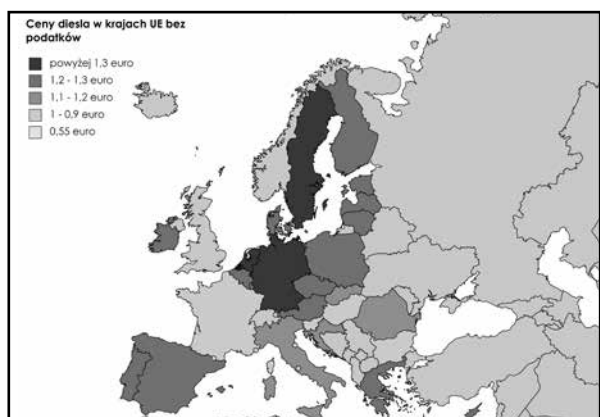 Ceny diesla w krajach UE bez
podatków
powyżej 1,3 euro
1,2 - 1,3 euro
1,1 - 1,2 euro
1 - 0,9 euro
0,55 euro